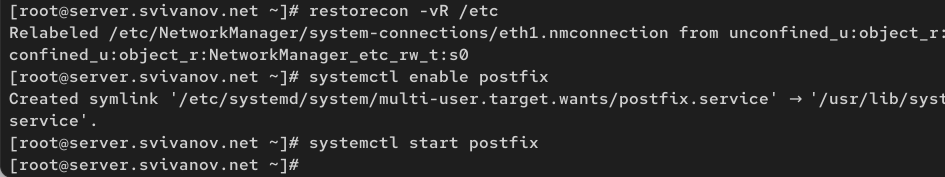 [root@server.svivanov.net ~]# restorecon -vR /etc
Relabeled /etc/NetworkManager/system-connections/eth1.nmconnection from unconfined_u:object_r:
confined_u:object_r:NetworkManager_etc_rw_t:s0
[root@server.svivanov.net ~]# systemctl enable postfix
Created symlink '/etc/systemd/system/multi-user.target.wants/postfix.service' → '/usr/lib/syst
service'.
[root@server.svivanov.net ~]# systemctl start postfix
[root@server.svivanov.net ~]#